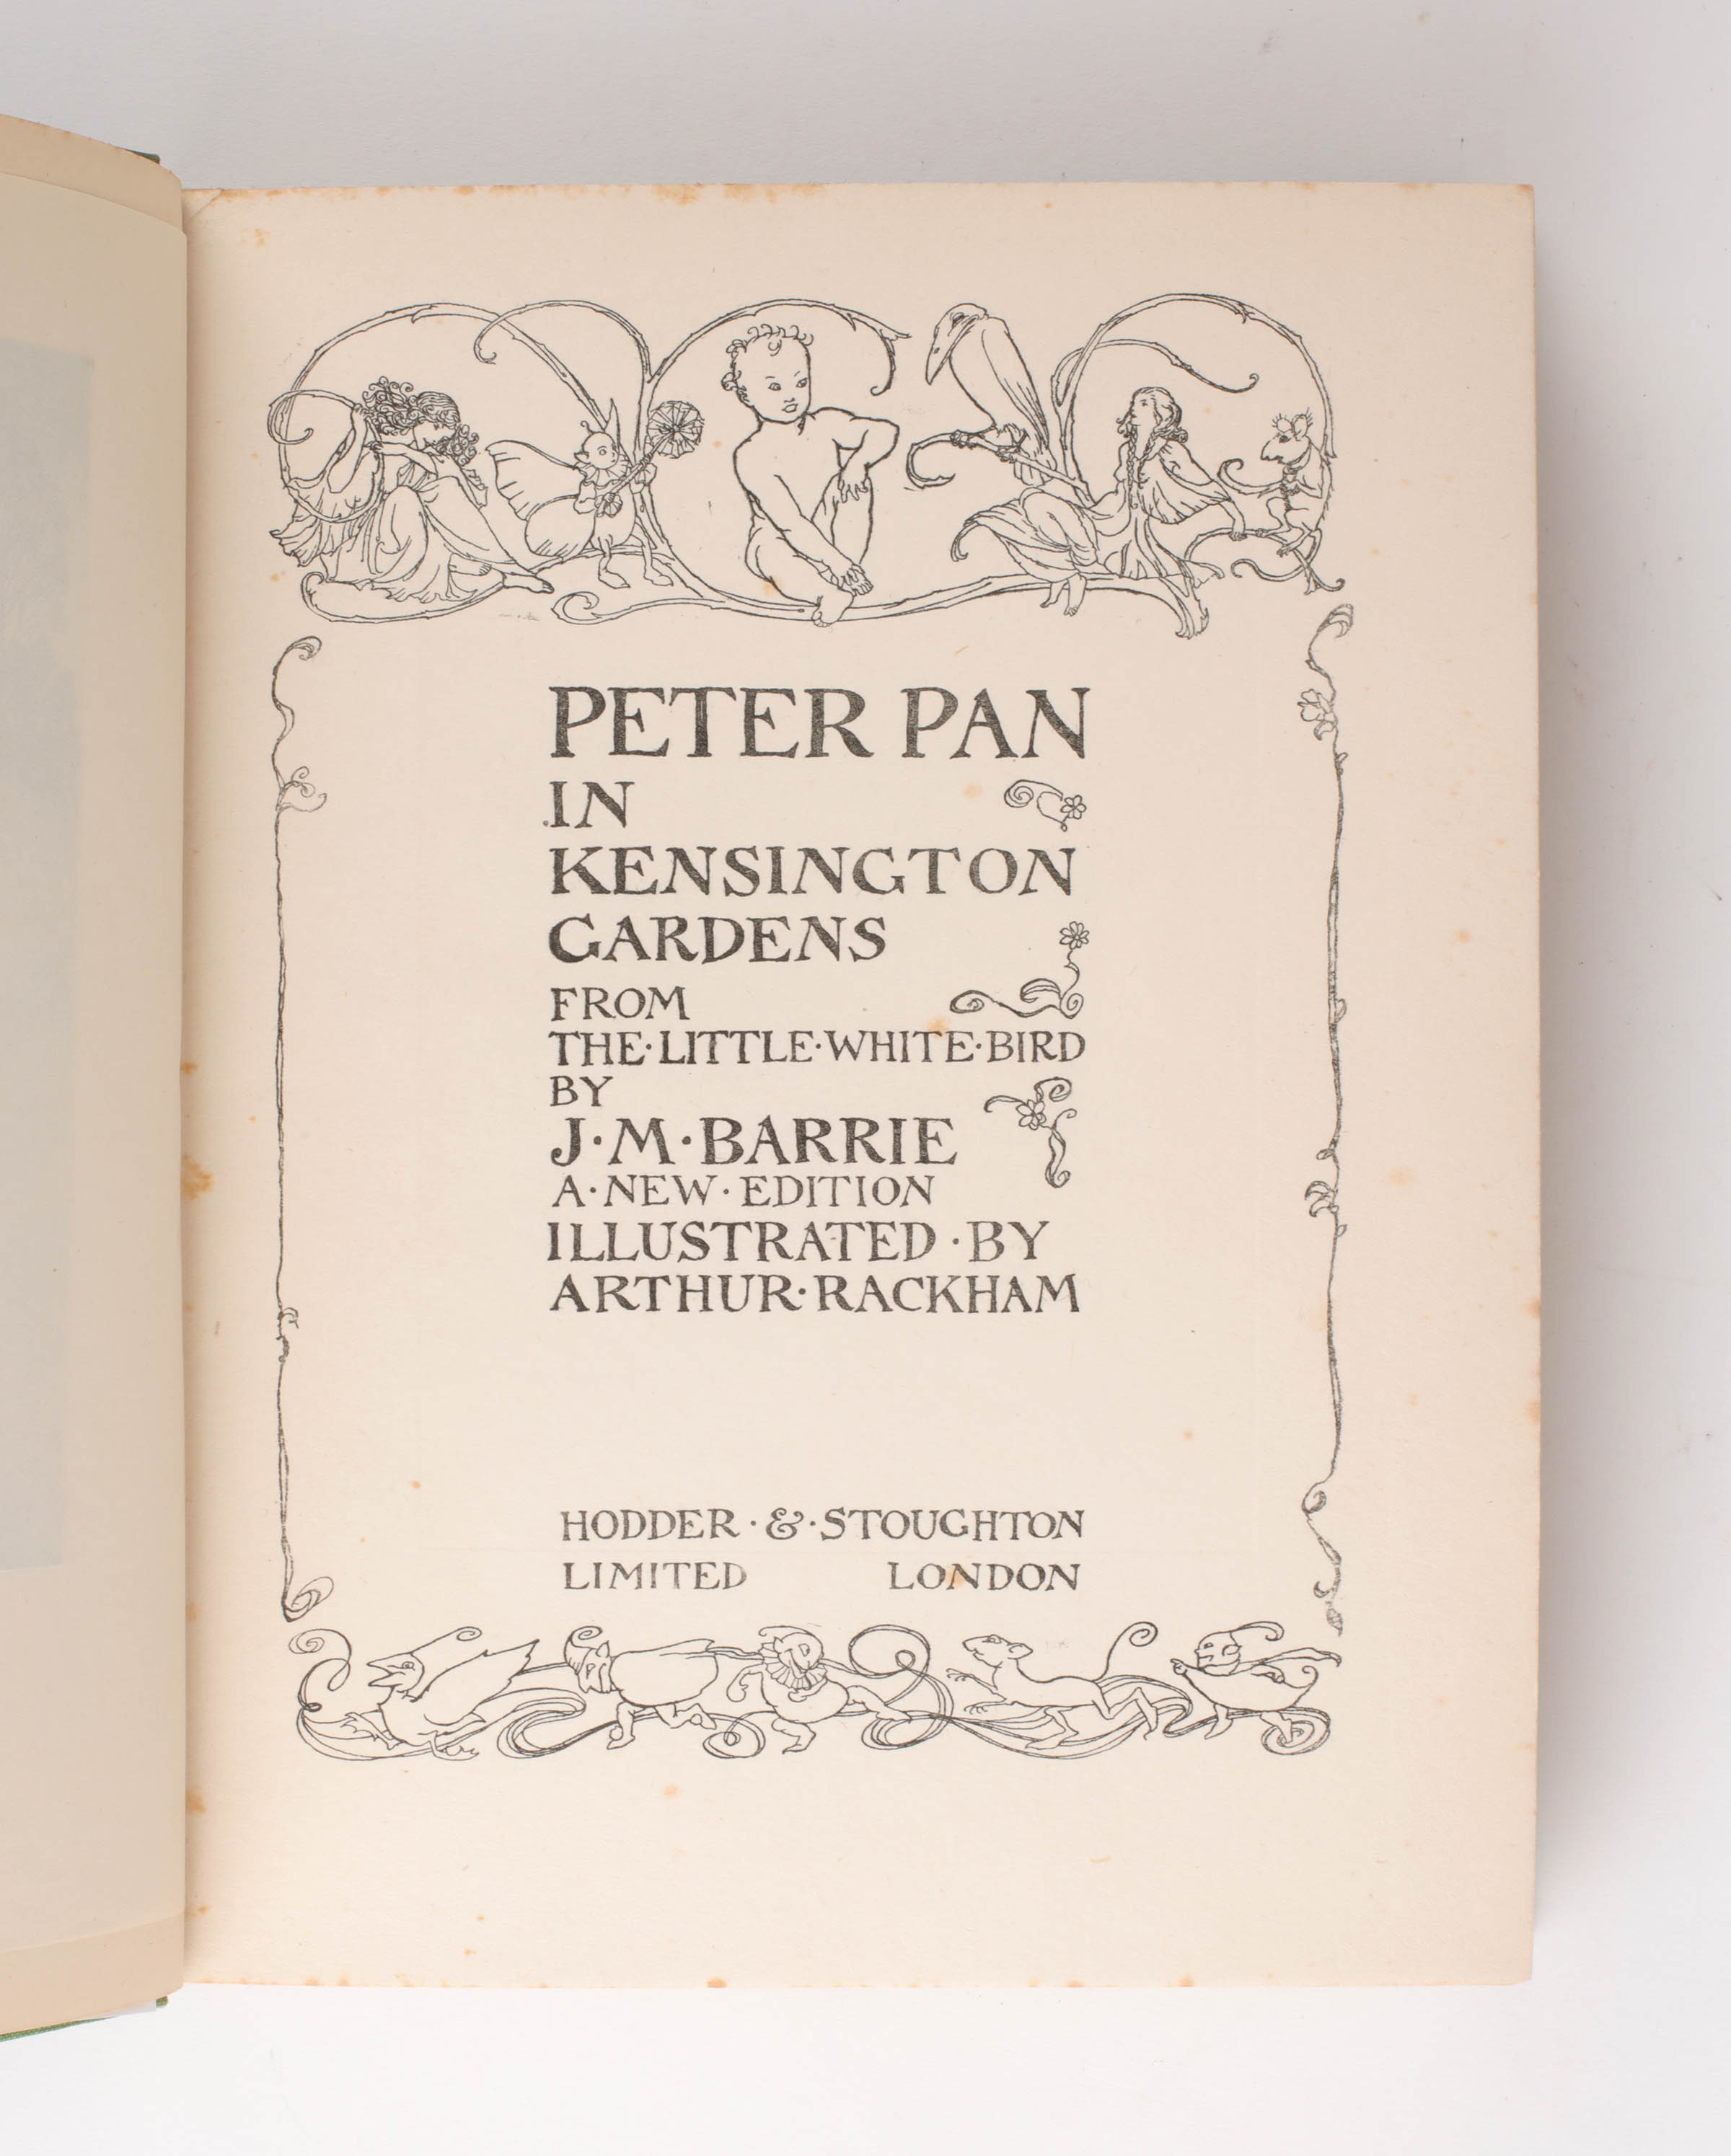 PETER PAN
IN
KENSINGTON
GARDENS
FROM
THE·LITTLE·WHITE·BIRD
BY
J·M·BARRIE
A·NEW·EDITION
ILLUSTRATED·BY
ARTHUR·RACKHAM
HODDER·&·STOUGHTON
LIMITED LONDON